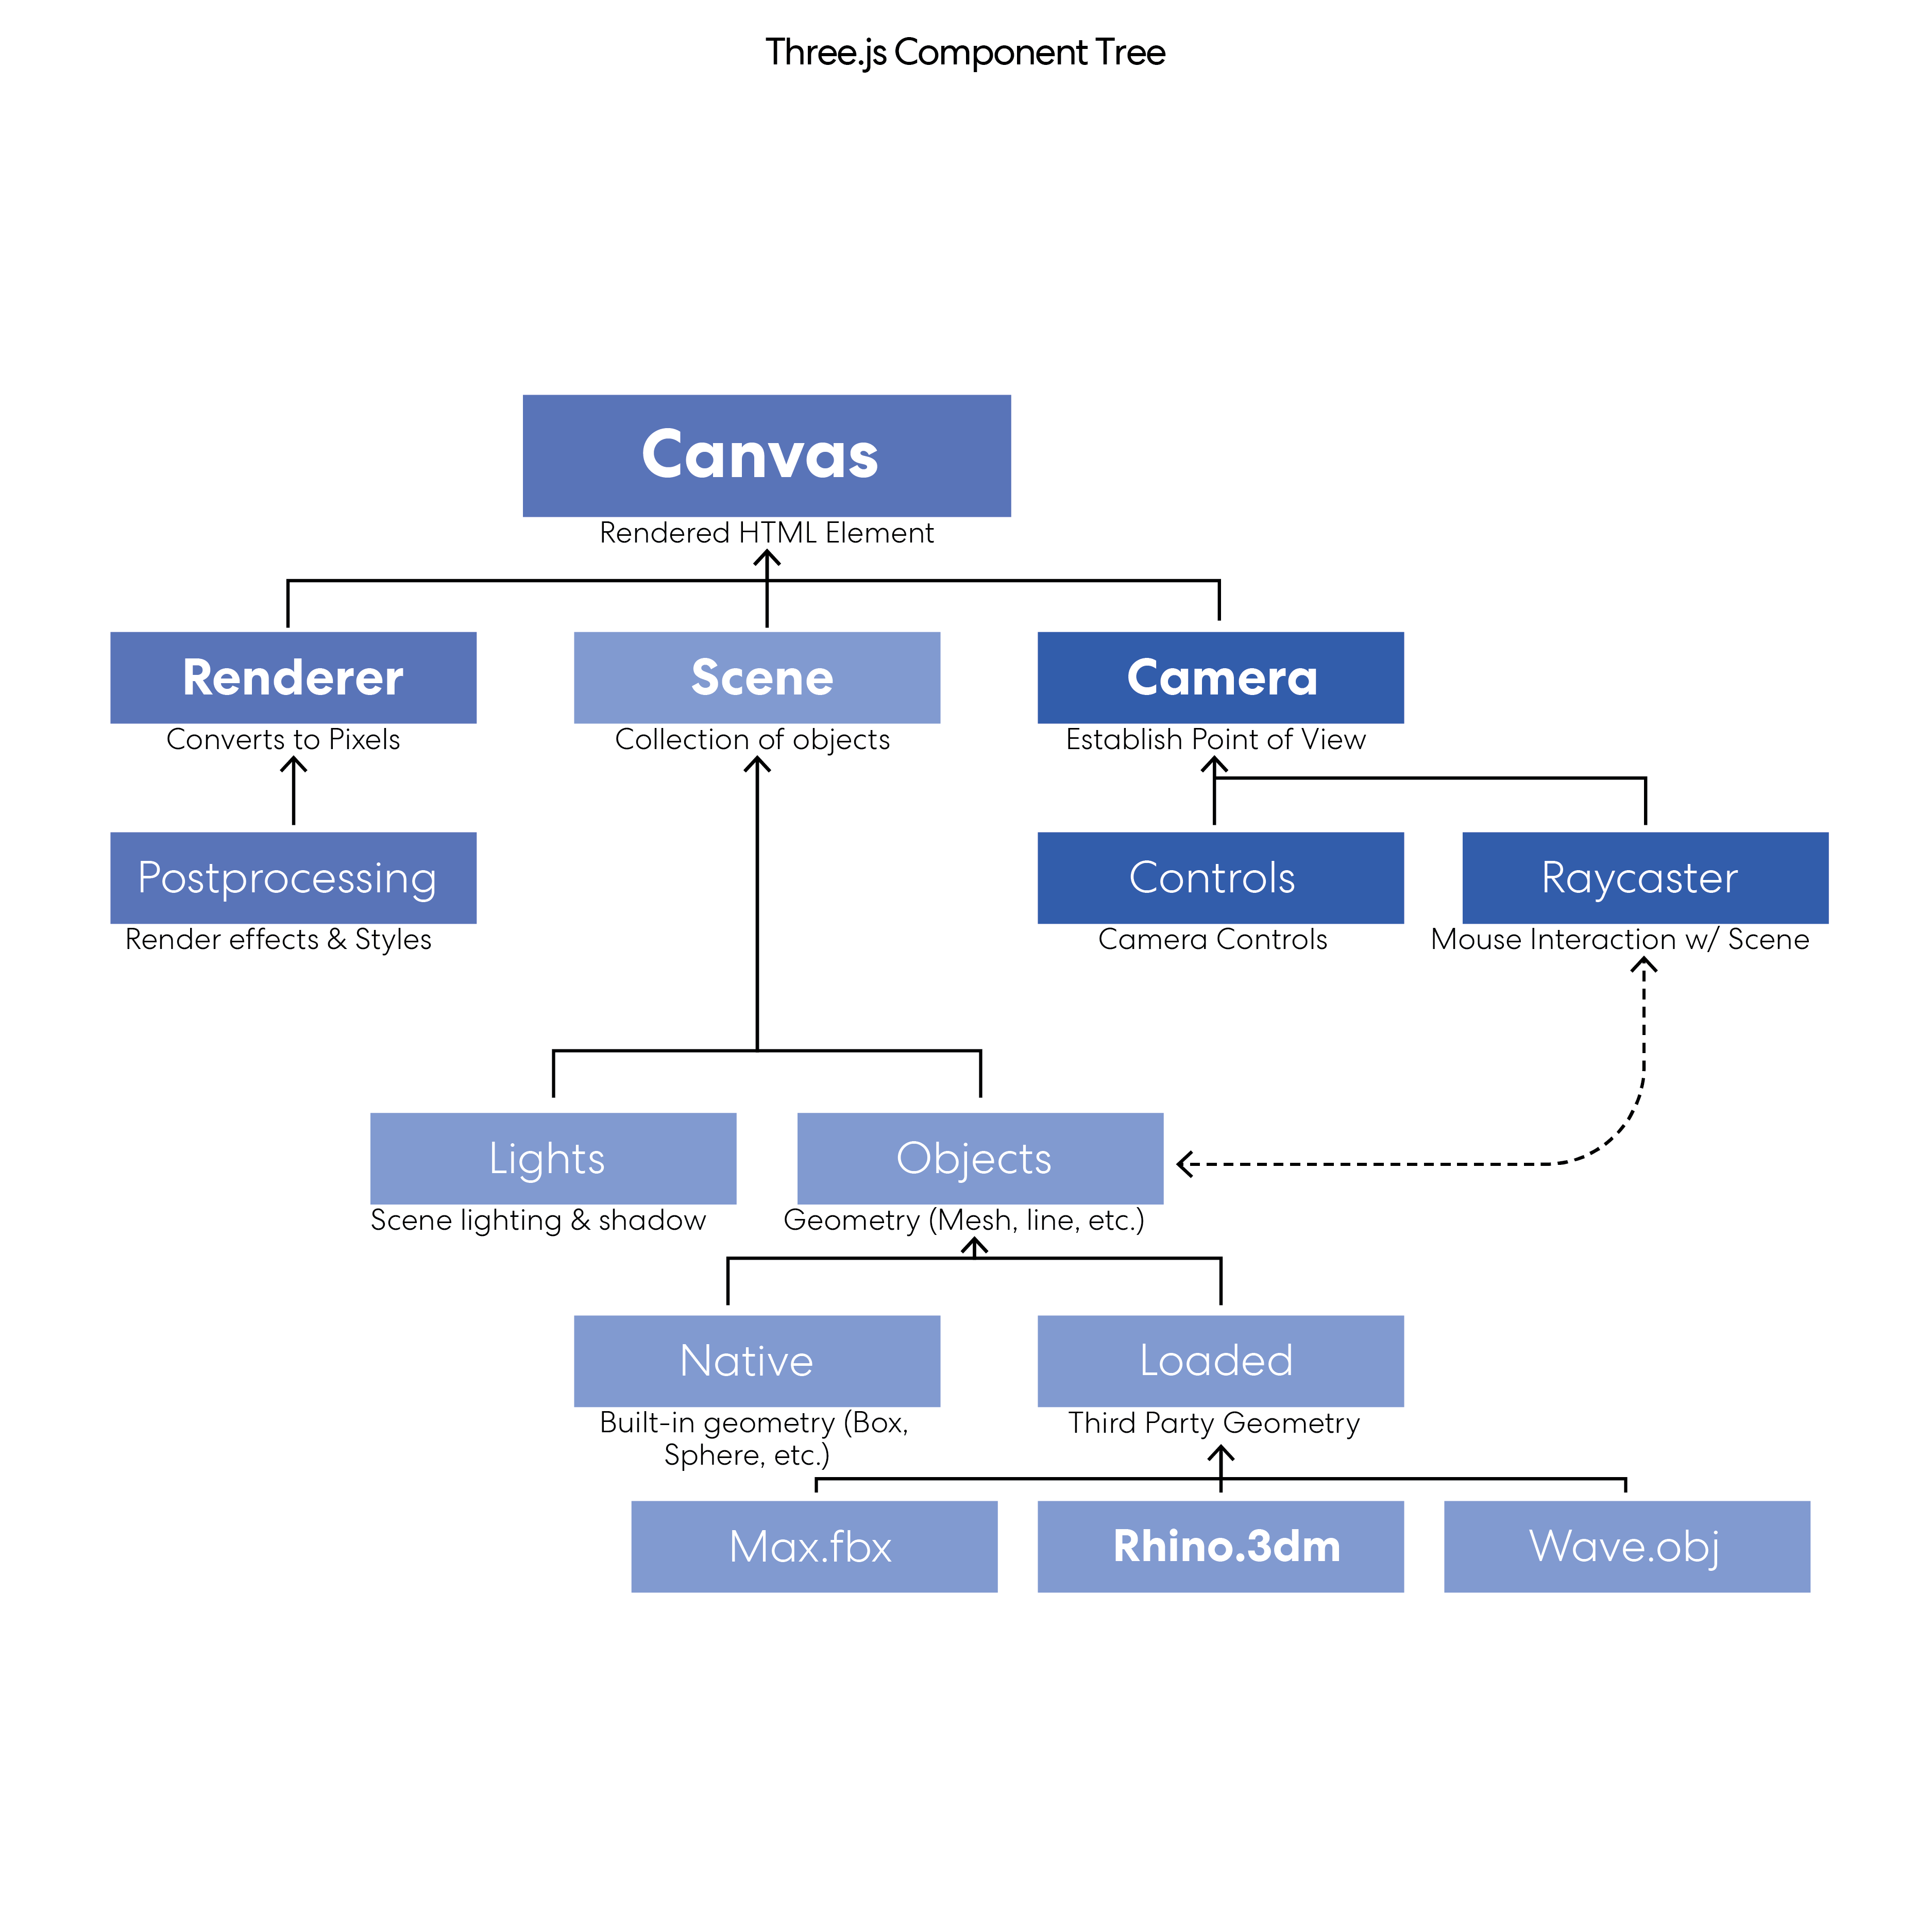 Three.js Component Tree
Canvas
Rendered HTML Element
Renderer
Converts to Pixels
Scene
Collection of objects
Camera
Establish Point of View
Postprocessing
Render effects & Styles
Controls
Camera Controls
Raycaster
Mouse Interaction w/ Scene
Lights
Scene lighting & shadow
Objects
Geometry (Mesh, line, etc.)
Native
Built-in geometry (Box,
Sphere, etc.)
Loaded
Third Party Geometry
Max.fbx
Rhino.3dm
Wave.obj